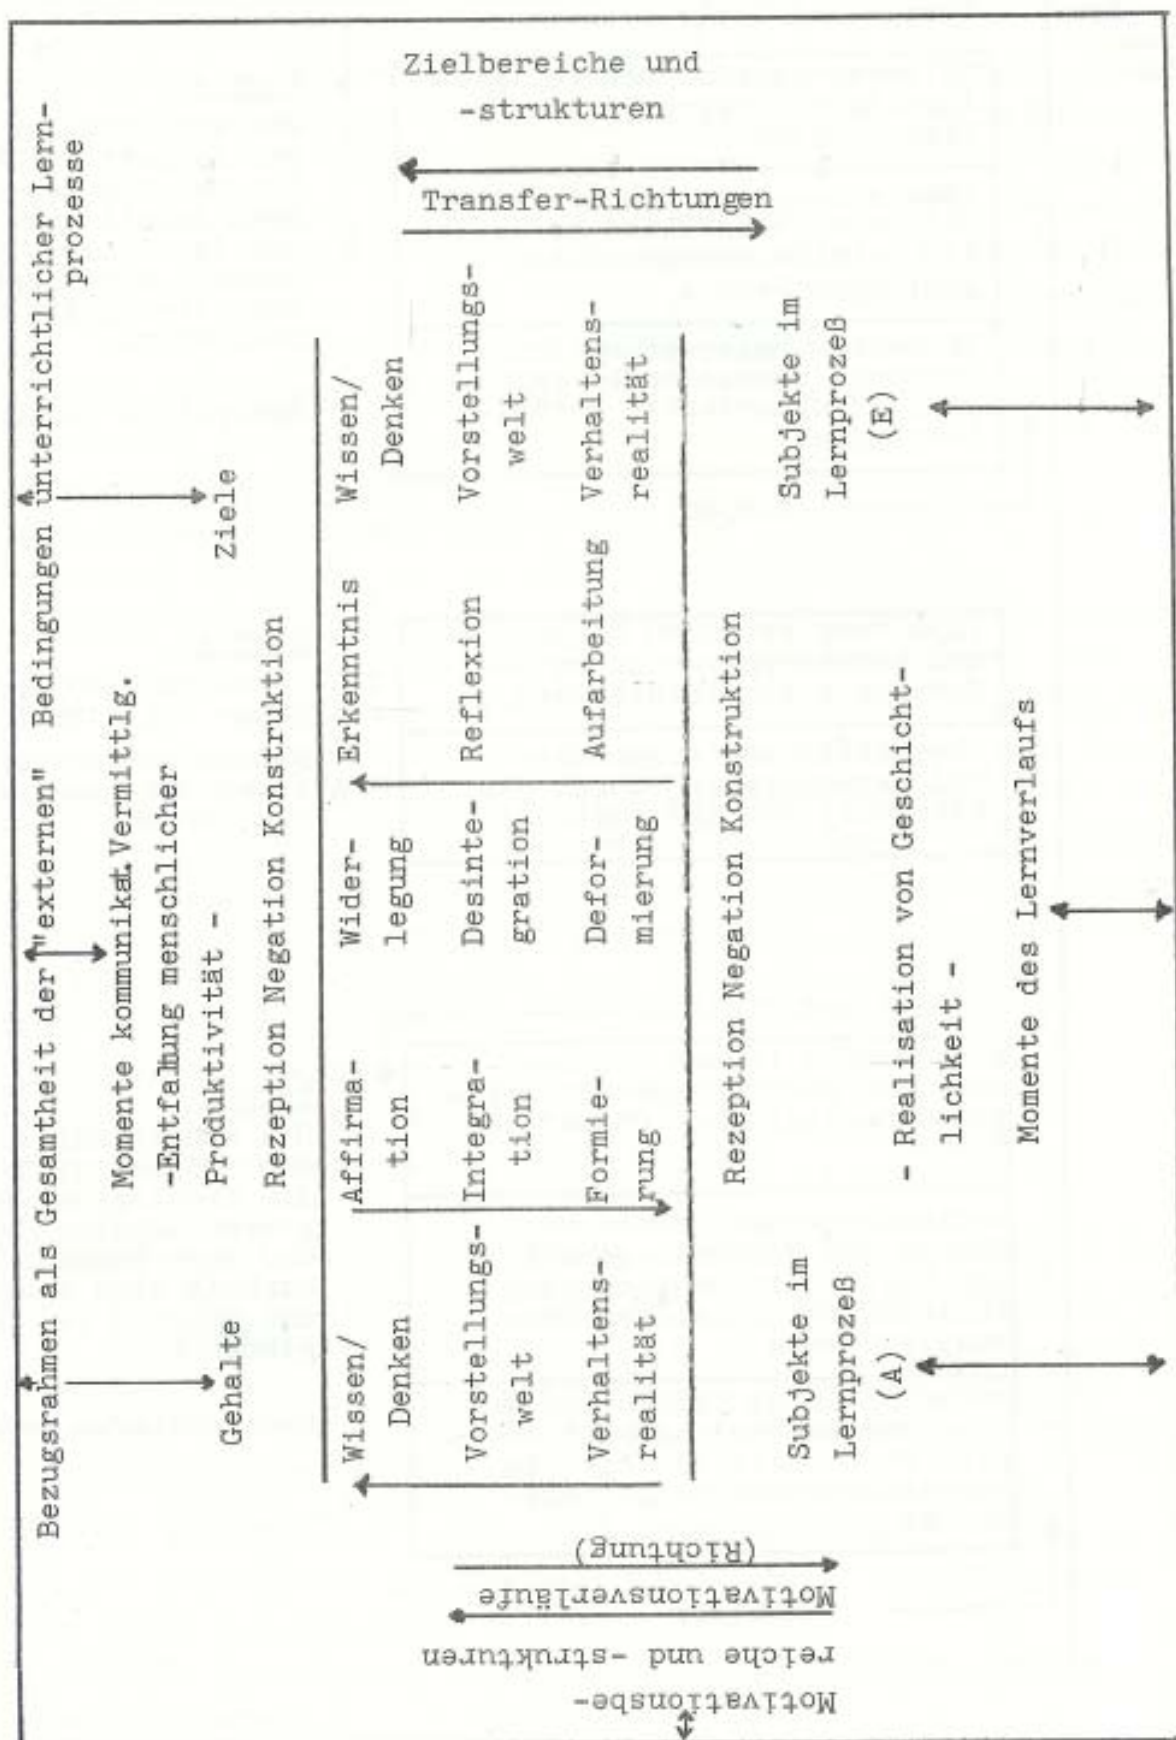 Bezugsrahmen als Gesamtheit der "externen" Bedingungen unterrichtlicher Lern-
prozesse
Momente kommunikat.Vermittlg.
-Entfaltung menschlicher
Produktivität -
Gehalte
Ziele
Rezeption Negation Konstruktion
Motivationsbe-
reiche und -strukturen
Motivationsverläufe
(Richtung)
Wissen/
Denken
Vorstellungs-
welt
Verhaltens-
realität
Affirma-
tion
Integra-
tion
Formie-
rung
Wider-
legung
Desinte-
gration
Defor-
mierung
Erkenntnis
Reflexion
Aufarbeitung
Wissen/
Denken
Vorstellungs-
welt
Verhaltens-
realität
Transfer-Richtungen
Zielbereiche und
-strukturen
Rezeption Negation Konstruktion
Subjekte im
Lernprozeß
(A)
Subjekte im
Lernprozeß
(E)
- Realisation von Geschicht-
lichkeit -
Momente des Lernverlaufs